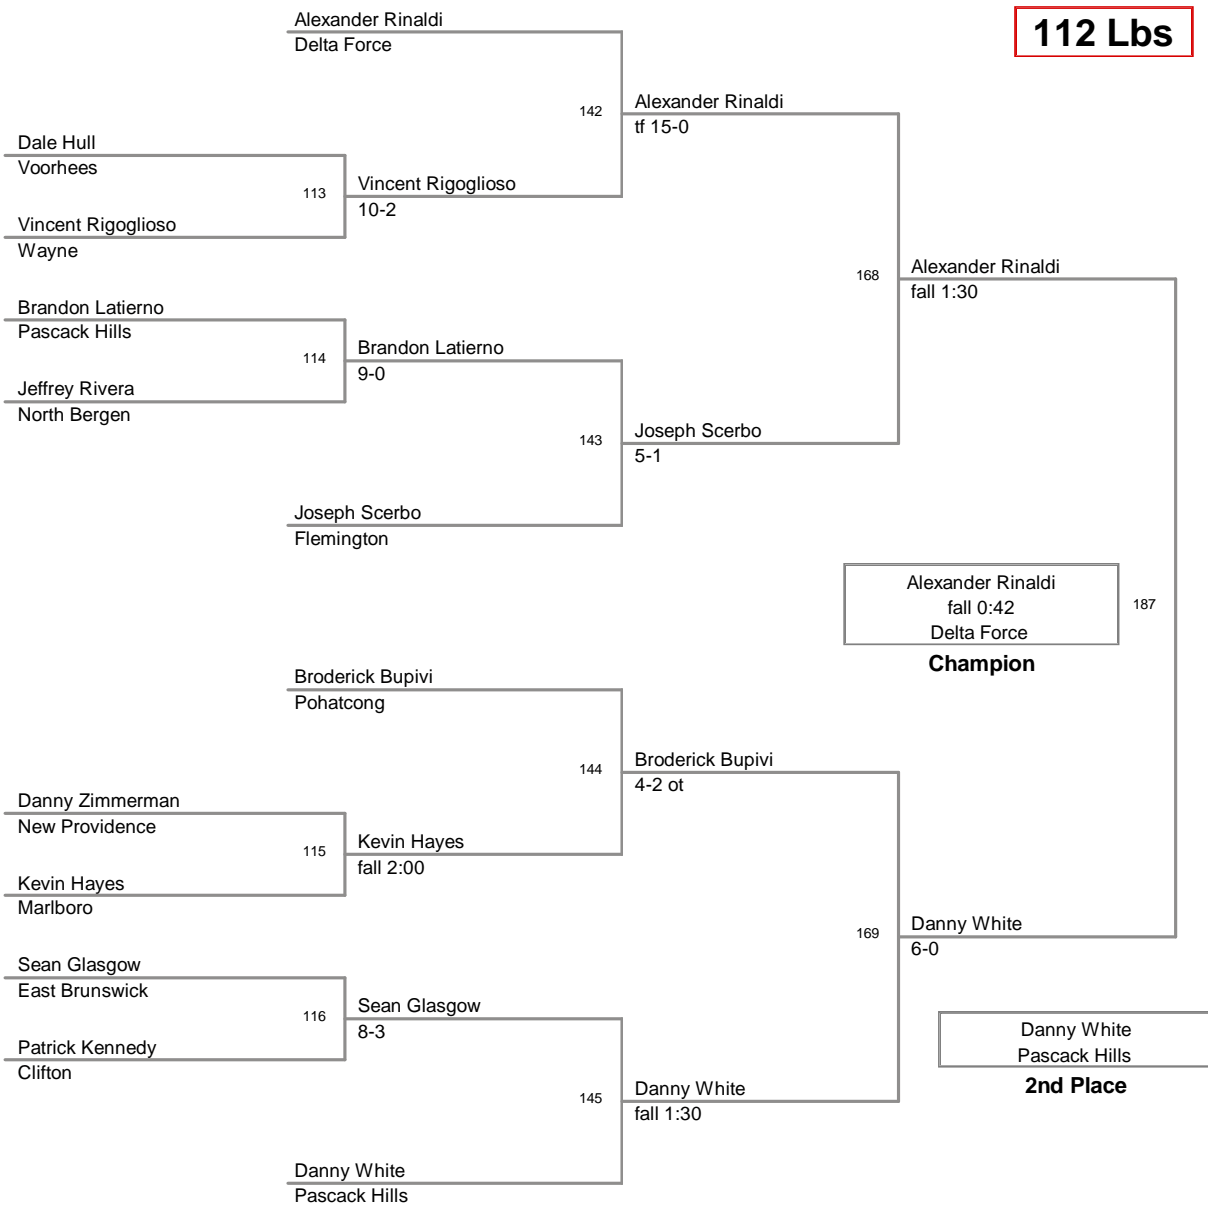 Alexander Rinaldi
Delta Force
112 Lbs
142
Alexander Rinaldi
tf 15-0
Dale Hull
Voorhees
113
Vincent Rigoglioso
10-2
Vincent Rigoglioso
Wayne
168
Alexander Rinaldi
fall 1:30
Brandon Latierno
Pascack Hills
114
Brandon Latierno
9-0
Jeffrey Rivera
North Bergen
143
Joseph Scerbo
5-1
Joseph Scerbo
Flemington
Alexander Rinaldi
fall 0:42
Delta Force
187
Champion
Broderick Bupivi
Pohatcong
144
Broderick Bupivi
4-2 ot
Danny Zimmerman
New Providence
115
Kevin Hayes
fall 2:00
Kevin Hayes
Marlboro
169
Danny White
6-0
Sean Glasgow
East Brunswick
116
Sean Glasgow
8-3
Patrick Kennedy
Clifton
Danny White
Pascack Hills
2nd Place
145
Danny White
fall 1:30
Danny White
Pascack Hills